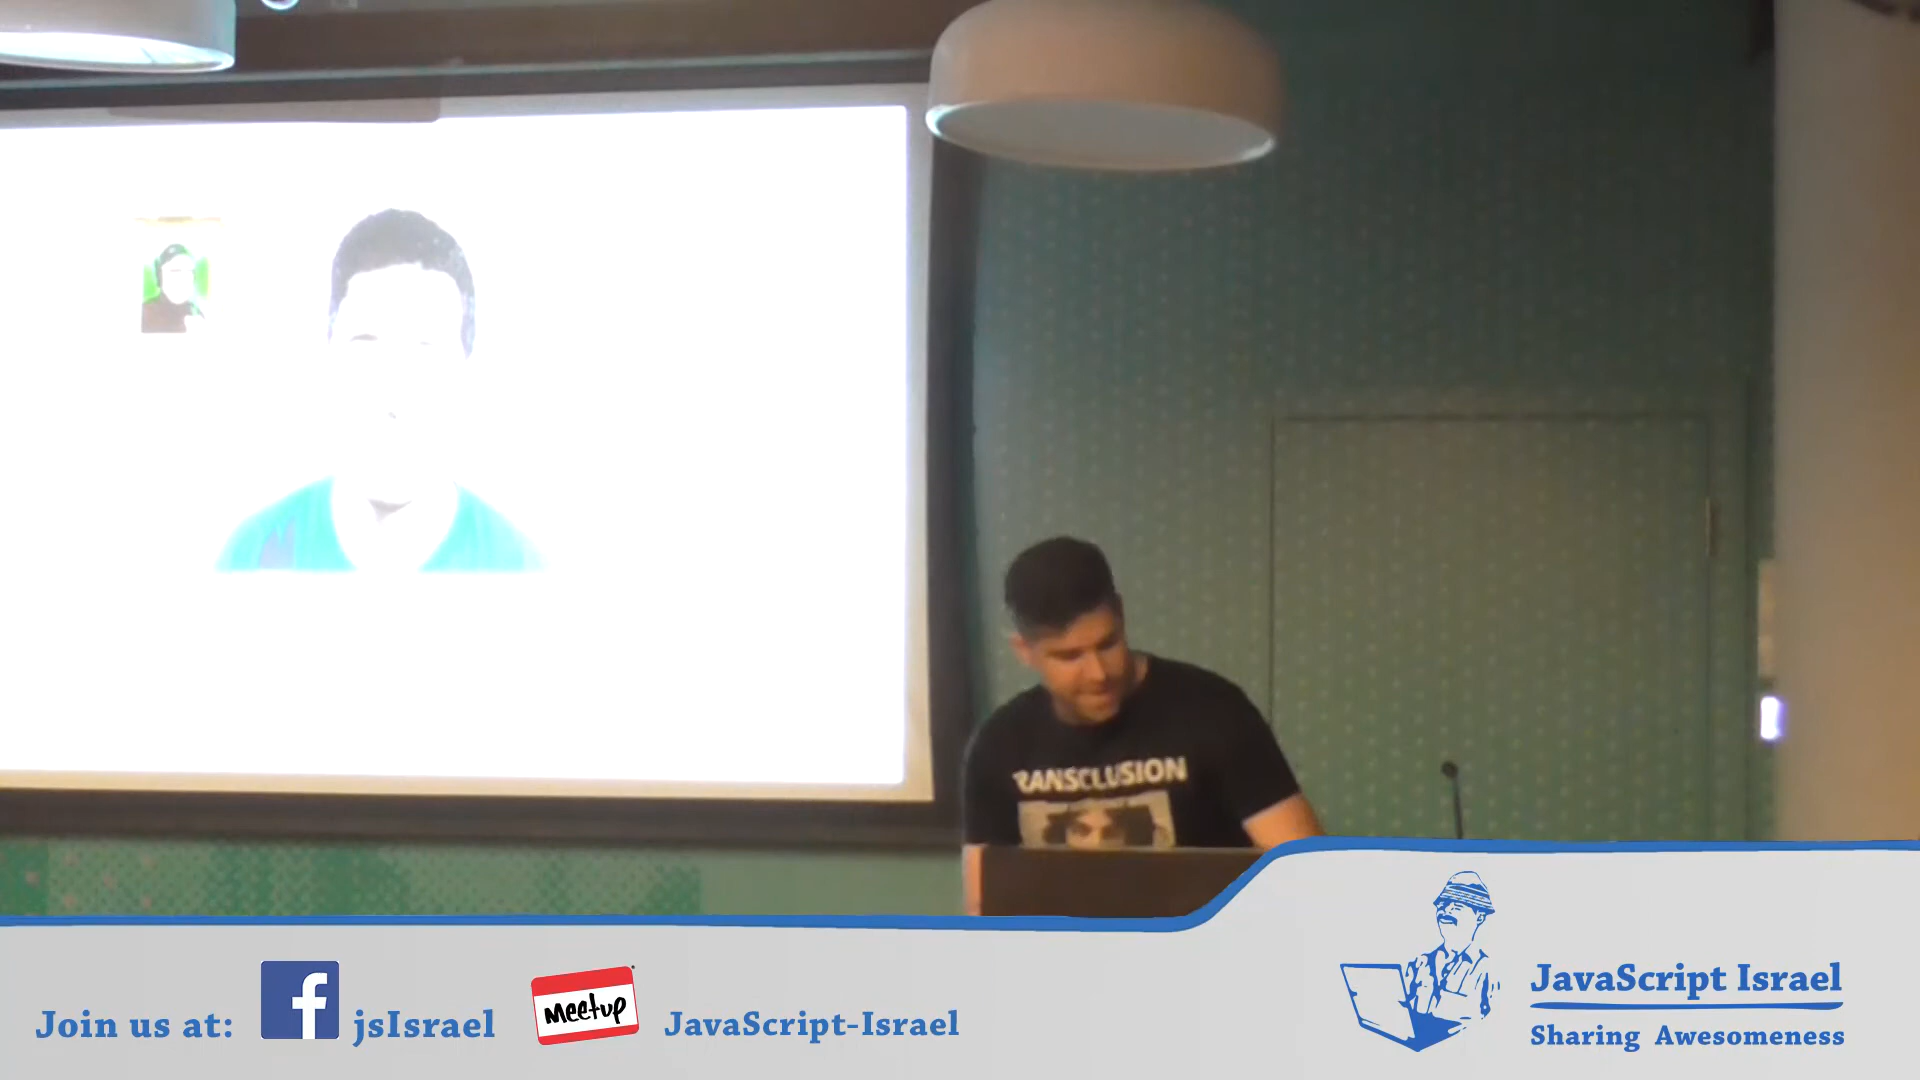 RANSCLUSION
Join us at:
jsIsrael
meetup
JavaScript-Israel
JavaScript Israel
Sharing Awesomeness